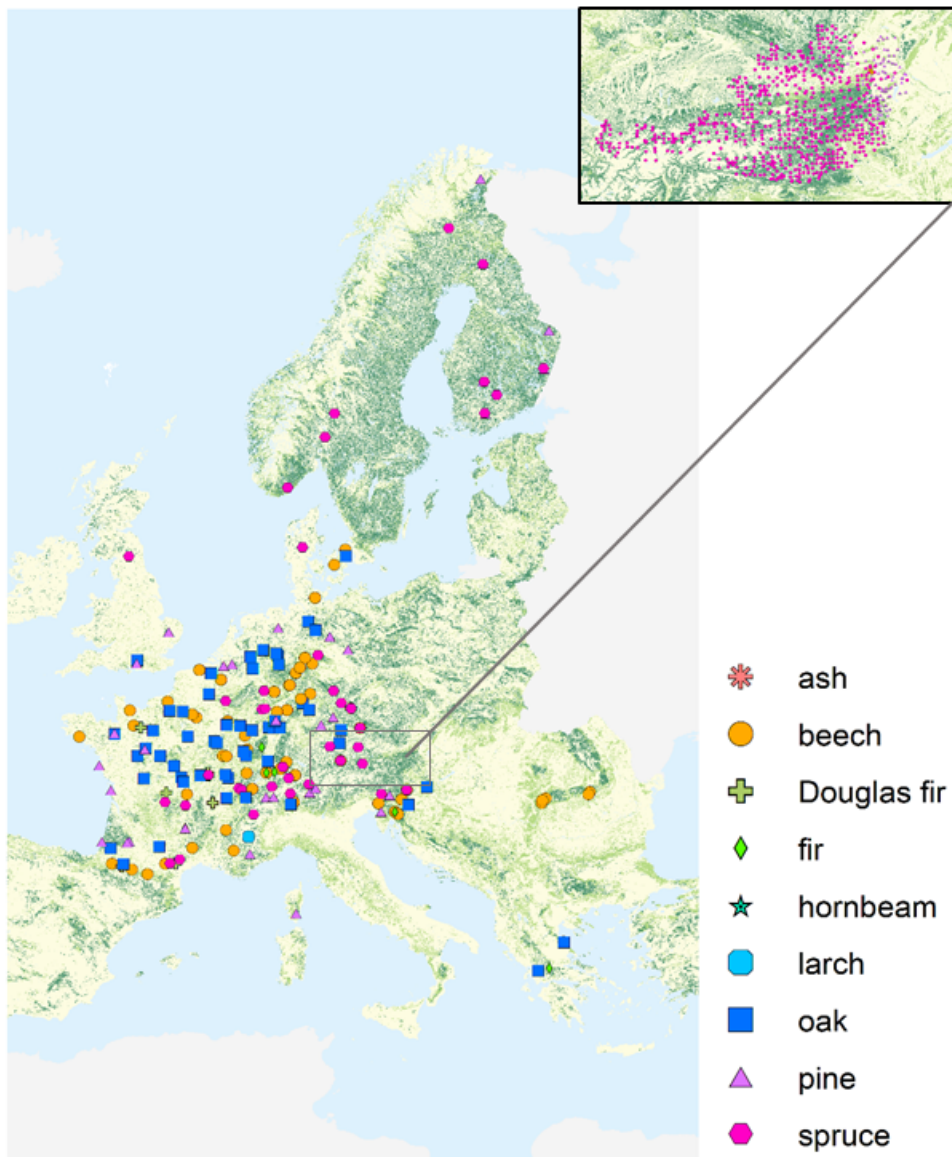 ash
beech
Douglas fir
fir
hornbeam
larch
oak
pine
spruce